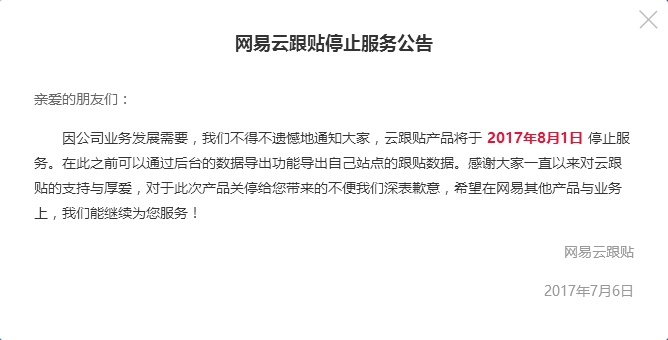 网易云跟贴停止服务公告
亲爱的朋友们：
因公司业务发展需要，我们不得不遗憾地通知大家，云跟贴产品将于 2017年8月1日 停止服
务。在此之前可以通过后台的数据导出功能导出自己站点的跟贴数据。感谢大家一直以来对云跟
贴的支持与厚爱，对于此次产品关停给您带来的不便我们深表歉意，希望在网易其他产品与业务
上，我们能继续为您服务！
网易云跟贴
2017年7月6日